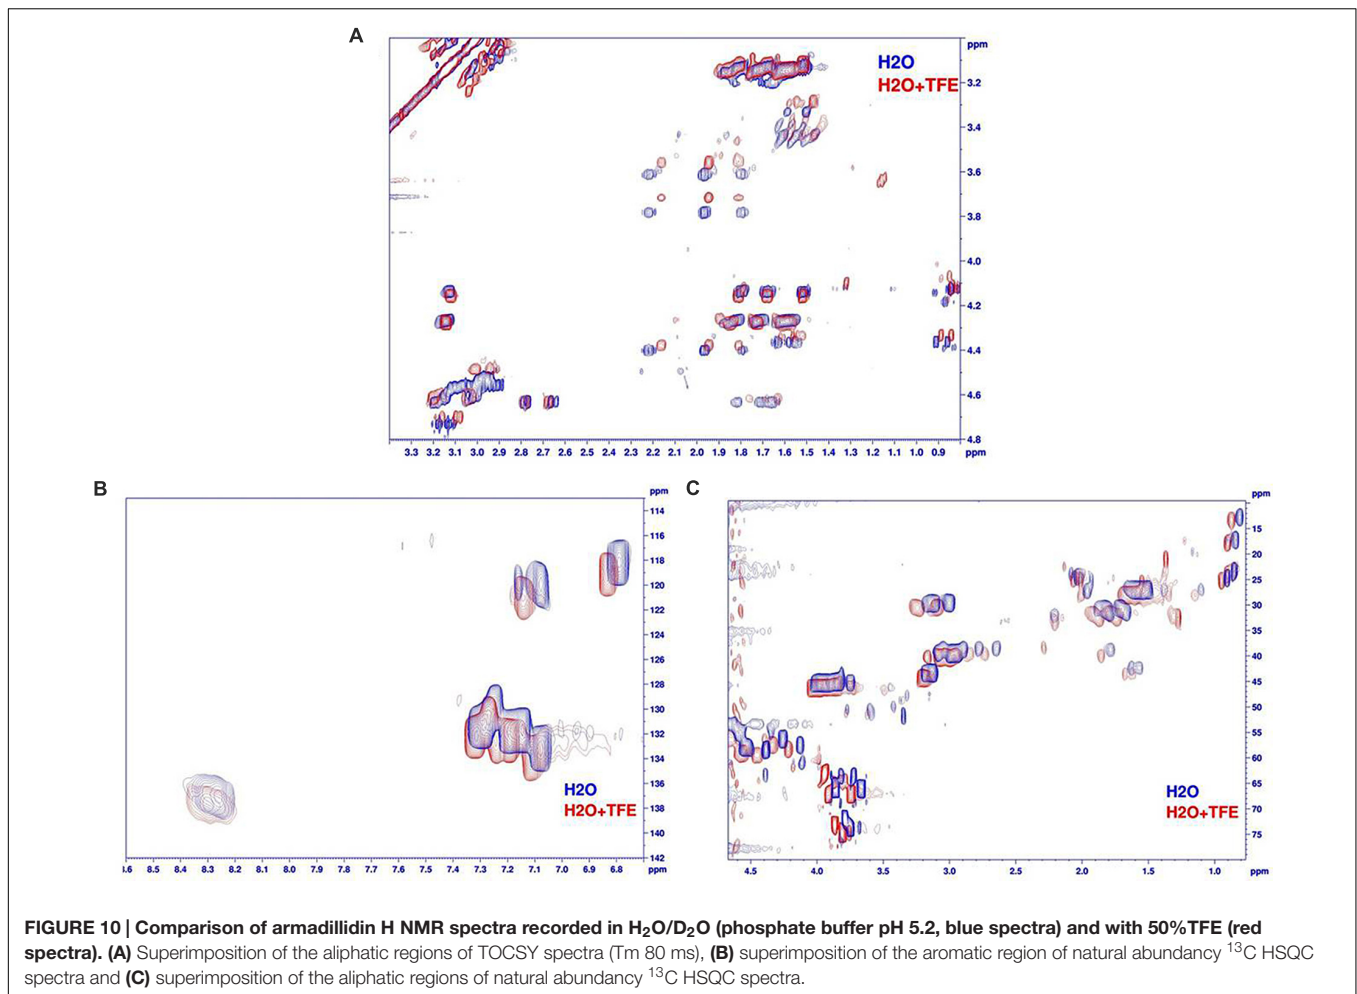 A
ppm
H2O
H2O+TFE
3.2
3.4
3.6
3.8
4.0
4.2
4.4
4.6
4.8
3.3 3.2 3.1 3.0 2.9 2.8 2.7 2.6 2.5 2.4 2.3 2.2 2.1 2.0 1.9 1.8 1.7 1.6 1.5 1.4 1.3 1.2 1.1 1.0 0.9 ppm
B
ppm
114
116
118
120
122
124
126
128
130
132
134
136
138
140
142
H2O
H2O+TFE
8.6 8.5 8.4 8.3 8.2 8.1 8.0 7.9 7.8 7.7 7.6 7.5 7.4 7.3 7.2 7.1 7.0 6.9 6.8 ppm
C
ppm
15
20
25
30
35
40
45
50
55
60
65
70
75
H2O
H2O+TFE
4.5 4.0 3.5 3.0 2.5 2.0 1.5 1.0 ppm
FIGURE 10 | Comparison of armadillidin H NMR spectra recorded in H2O/D2O (phosphate buffer pH 5.2, blue spectra) and with 50%TFE (red
spectra). (A) Superimposition of the aliphatic regions of TOCSY spectra (Tm 80 ms), (B) superimposition of the aromatic region of natural abundancy 13C HSQC
spectra and (C) superimposition of the aliphatic regions of natural abundancy 13C HSQC spectra.